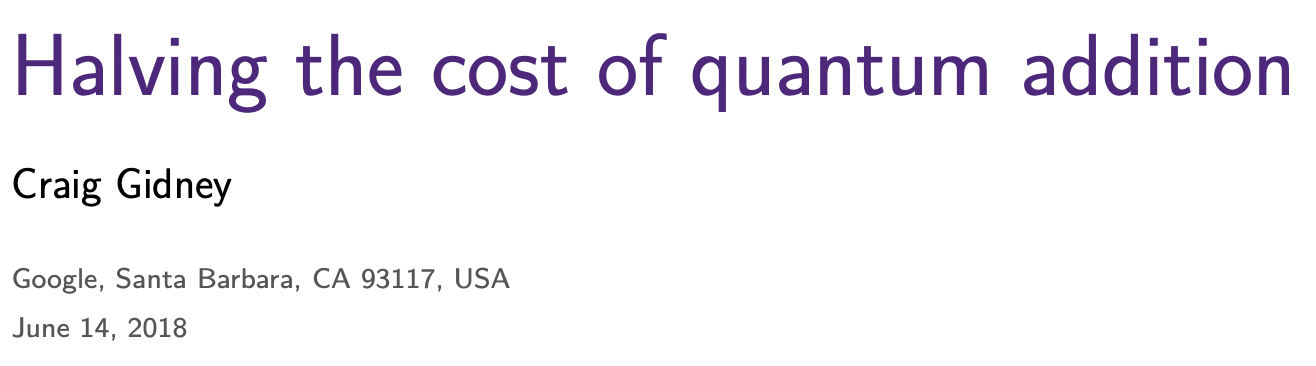 Halving the cost of quantum addition
Craig Gidney
Google, Santa Barbara, CA 93117, USA
June 14, 2018